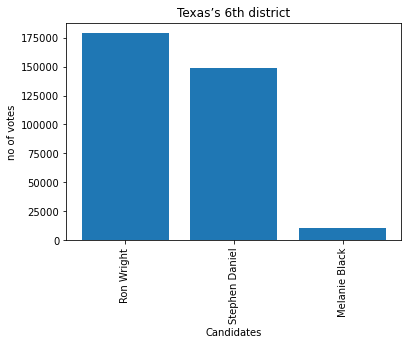 Texas’s 6th district
no of votes
175000
150000
125000
100000
75000
50000
25000
0
Ron Wright
Stephen Daniel
Melanie Black
Candidates